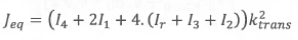 J_eq = (I_4 + 2I_1 + 4.(I_r + I_3 + I_2))k_trans^2